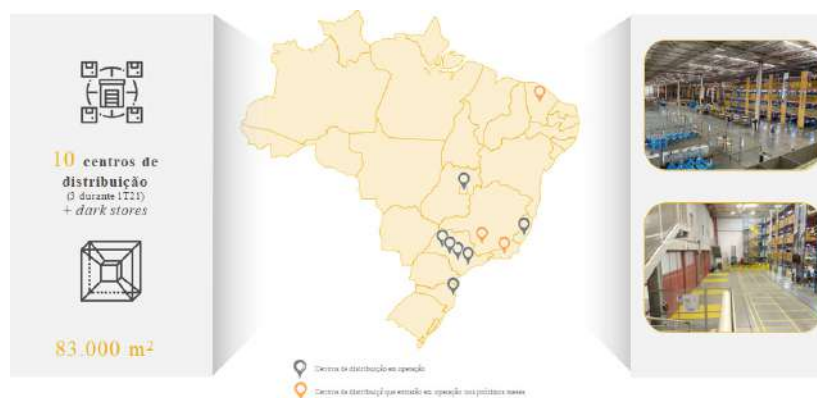 10 centros de
distribuição
(3 durante 1T21)
+ dark stores
83.000 m²
Centros de distribuição em operação
Centros de distribuiçã que entrarão em operação nos próximos meses